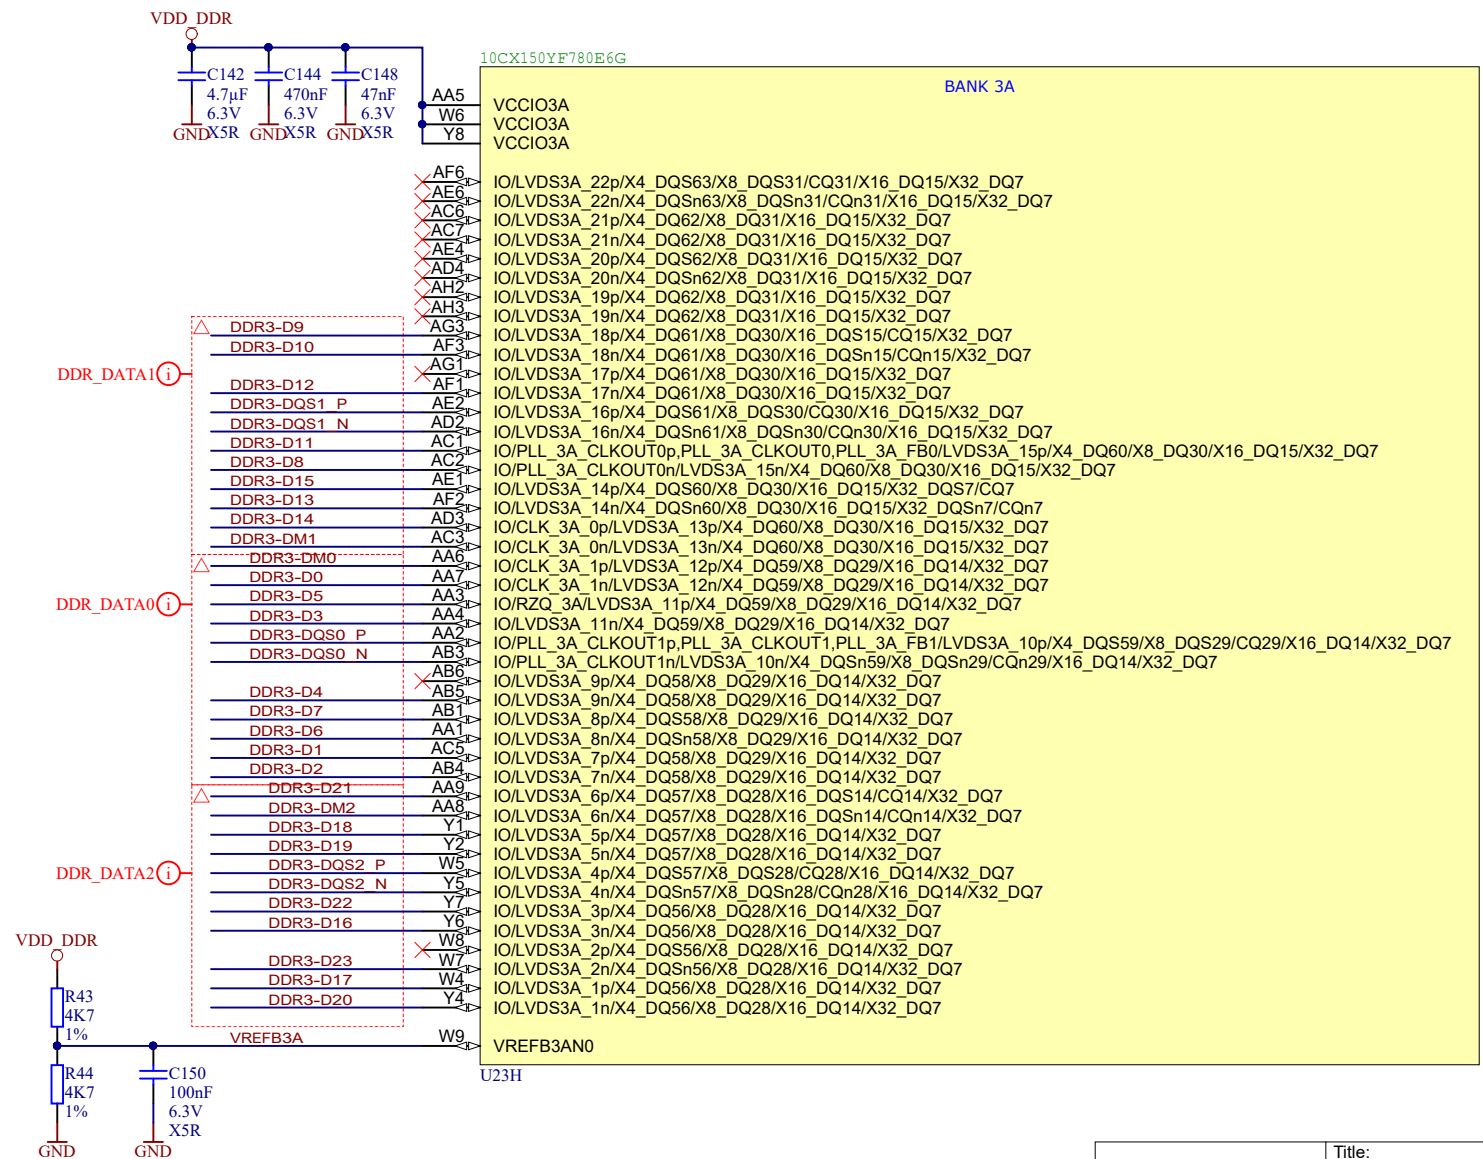 VDD_DDR
C142
4.7µF
6.3V
X5R
GND
C144
470nF
6.3V
X5R
GND
C148
47nF
6.3V
X5R
GND
10CX150YF780E6G
BANK 3A
AA5 VCCIO3A
W6 VCCIO3A
Y8 VCCIO3A
AF6 IO/LVDS3A_22p/X4_DQS63/X8_DQS31/CQ31/X16_DQ15/X32_DQ7
AE6 IO/LVDS3A_22n/X4_DQSn63/X8_DQSn31/CQn31/X16_DQ15/X32_DQ7
AC6 IO/LVDS3A_21p/X4_DQ62/X8_DQ31/X16_DQ15/X32_DQ7
AC7 IO/LVDS3A_21n/X4_DQ62/X8_DQ31/X16_DQ15/X32_DQ7
AE4 IO/LVDS3A_20p/X4_DQS62/X8_DQ31/X16_DQ15/X32_DQ7
AD4 IO/LVDS3A_20n/X4_DQSn62/X8_DQ31/X16_DQ15/X32_DQ7
AH2 IO/LVDS3A_19p/X4_DQ62/X8_DQ31/X16_DQ15/X32_DQ7
AH3 IO/LVDS3A_19n/X4_DQ62/X8_DQ31/X16_DQ15/X32_DQ7
DDR3-D9 AG3 IO/LVDS3A_18p/X4_DQ61/X8_DQ30/X16_DQS15/CQ15/X32_DQ7
DDR3-D10 AF3 IO/LVDS3A_18n/X4_DQ61/X8_DQ30/X16_DQSn15/CQn15/X32_DQ7
DDR_DATA1 i AG1 IO/LVDS3A_17p/X4_DQ61/X8_DQ30/X16_DQ15/X32_DQ7
DDR3-D12 AF1 IO/LVDS3A_17n/X4_DQ61/X8_DQ30/X16_DQ15/X32_DQ7
DDR3-DQS1_P AE2 IO/LVDS3A_16p/X4_DQS61/X8_DQS30/CQ30/X16_DQ15/X32_DQ7
DDR3-DQS1_N AD2 IO/LVDS3A_16n/X4_DQSn61/X8_DQSn30/CQn30/X16_DQ15/X32_DQ7
DDR3-D11 AC1 IO/PLL_3A_CLKOUT0p,PLL_3A_CLKOUT0,PLL_3A_FB0/LVDS3A_15p/X4_DQ60/X8_DQ30/X16_DQ15/X32_DQ7
DDR3-D8 AC2 IO/PLL_3A_CLKOUT0n/LVDS3A_15n/X4_DQ60/X8_DQ30/X16_DQ15/X32_DQ7
DDR3-D15 AE1 IO/LVDS3A_14p/X4_DQS60/X8_DQ30/X16_DQ15/X32_DQS7/CQ7
DDR3-D13 AF2 IO/LVDS3A_14n/X4_DQSn60/X8_DQ30/X16_DQ15/X32_DQSn7/CQn7
DDR3-D14 AD3 IO/CLK_3A_0p/LVDS3A_13p/X4_DQ60/X8_DQ30/X16_DQ15/X32_DQ7
DDR3-DM1 AC3 IO/CLK_3A_0n/LVDS3A_13n/X4_DQ60/X8_DQ30/X16_DQ15/X32_DQ7
DDR3-DM0 AA6 IO/CLK_3A_1p/LVDS3A_12p/X4_DQ59/X8_DQ29/X16_DQ14/X32_DQ7
DDR3-D0 AA7 IO/CLK_3A_1n/LVDS3A_12n/X4_DQ59/X8_DQ29/X16_DQ14/X32_DQ7
DDR_DATA0 i DDR3-D5 AA3 IO/RZQ_3A/LVDS3A_11p/X4_DQ59/X8_DQ29/X16_DQ14/X32_DQ7
DDR3-D3 AA4 IO/LVDS3A_11n/X4_DQ59/X8_DQ29/X16_DQ14/X32_DQ7
DDR3-DQS0_P AA2 IO/PLL_3A_CLKOUT1p,PLL_3A_CLKOUT1,PLL_3A_FB1/LVDS3A_10p/X4_DQS59/X8_DQS29/CQ29/X16_DQ14/X32_DQ7
DDR3-DQS0_N AB3 IO/PLL_3A_CLKOUT1n/LVDS3A_10n/X4_DQSn59/X8_DQSn29/CQn29/X16_DQ14/X32_DQ7
AB6 IO/LVDS3A_9p/X4_DQ58/X8_DQ29/X16_DQ14/X32_DQ7
DDR3-D4 AB5 IO/LVDS3A_9n/X4_DQ58/X8_DQ29/X16_DQ14/X32_DQ7
DDR3-D7 AB1 IO/LVDS3A_8p/X4_DQS58/X8_DQ29/X16_DQ14/X32_DQ7
DDR3-D6 AA1 IO/LVDS3A_8n/X4_DQSn58/X8_DQ29/X16_DQ14/X32_DQ7
DDR3-D1 AC5 IO/LVDS3A_7p/X4_DQ58/X8_DQ29/X16_DQ14/X32_DQ7
DDR3-D2 AB4 IO/LVDS3A_7n/X4_DQ58/X8_DQ29/X16_DQ14/X32_DQ7
DDR3-D21 AA9 IO/LVDS3A_6p/X4_DQ57/X8_DQ28/X16_DQS14/CQ14/X32_DQ7
DDR3-DM2 AA8 IO/LVDS3A_6n/X4_DQ57/X8_DQ28/X16_DQSn14/CQn14/X32_DQ7
DDR3-D18 Y1 IO/LVDS3A_5p/X4_DQ57/X8_DQ28/X16_DQ14/X32_DQ7
DDR3-D19 Y2 IO/LVDS3A_5n/X4_DQ57/X8_DQ28/X16_DQ14/X32_DQ7
DDR_DATA2 i DDR3-DQS2_P W5 IO/LVDS3A_4p/X4_DQS57/X8_DQS28/CQ28/X16_DQ14/X32_DQ7
DDR3-DQS2_N Y5 IO/LVDS3A_4n/X4_DQSn57/X8_DQSn28/CQn28/X16_DQ14/X32_DQ7
DDR3-D22 Y7 IO/LVDS3A_3p/X4_DQ56/X8_DQ28/X16_DQ14/X32_DQ7
DDR3-D16 Y6 IO/LVDS3A_3n/X4_DQ56/X8_DQ28/X16_DQ14/X32_DQ7
W8 IO/LVDS3A_2p/X4_DQS56/X8_DQ28/X16_DQ14/X32_DQ7
DDR3-D23 W7 IO/LVDS3A_2n/X4_DQSn56/X8_DQ28/X16_DQ14/X32_DQ7
DDR3-D17 W4 IO/LVDS3A_1p/X4_DQ56/X8_DQ28/X16_DQ14/X32_DQ7
DDR3-D20 Y4 IO/LVDS3A_1n/X4_DQ56/X8_DQ28/X16_DQ14/X32_DQ7
VREFB3A W9 VREFB3AN0
U23H
VDD_DDR
R43
4K7
1%
R44
4K7
1%
GND
C150
100nF
6.3V
X5R
GND
Title: